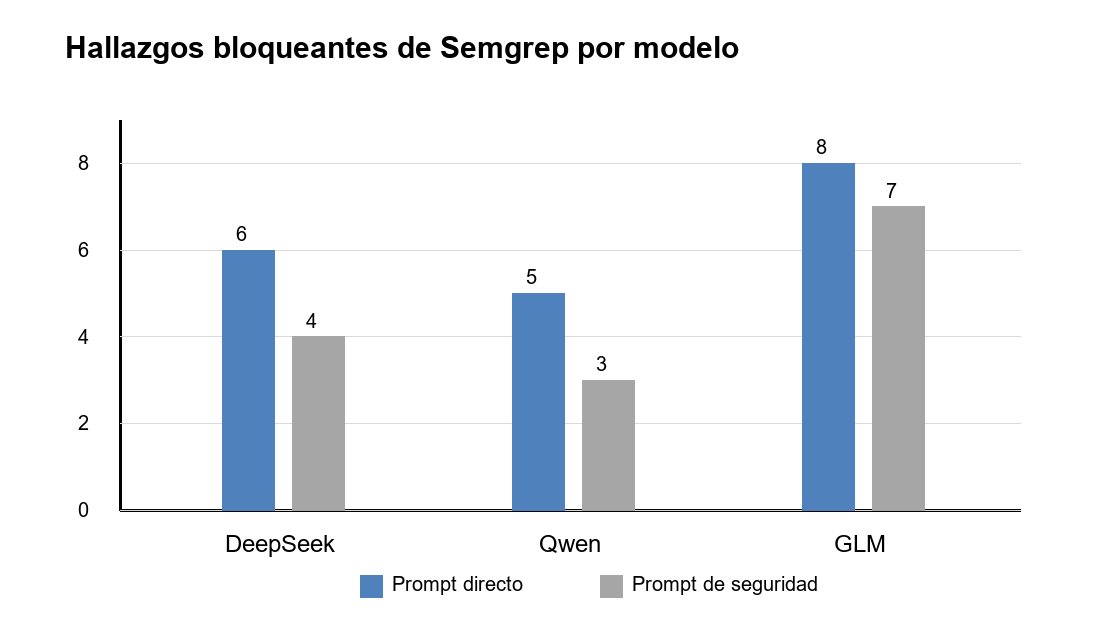 Hallazgos bloqueantes de Semgrep por modelo
8
6
4
2
0
6
4
5
3
8
7
DeepSeek
Qwen
GLM
Prompt directo
Prompt de seguridad